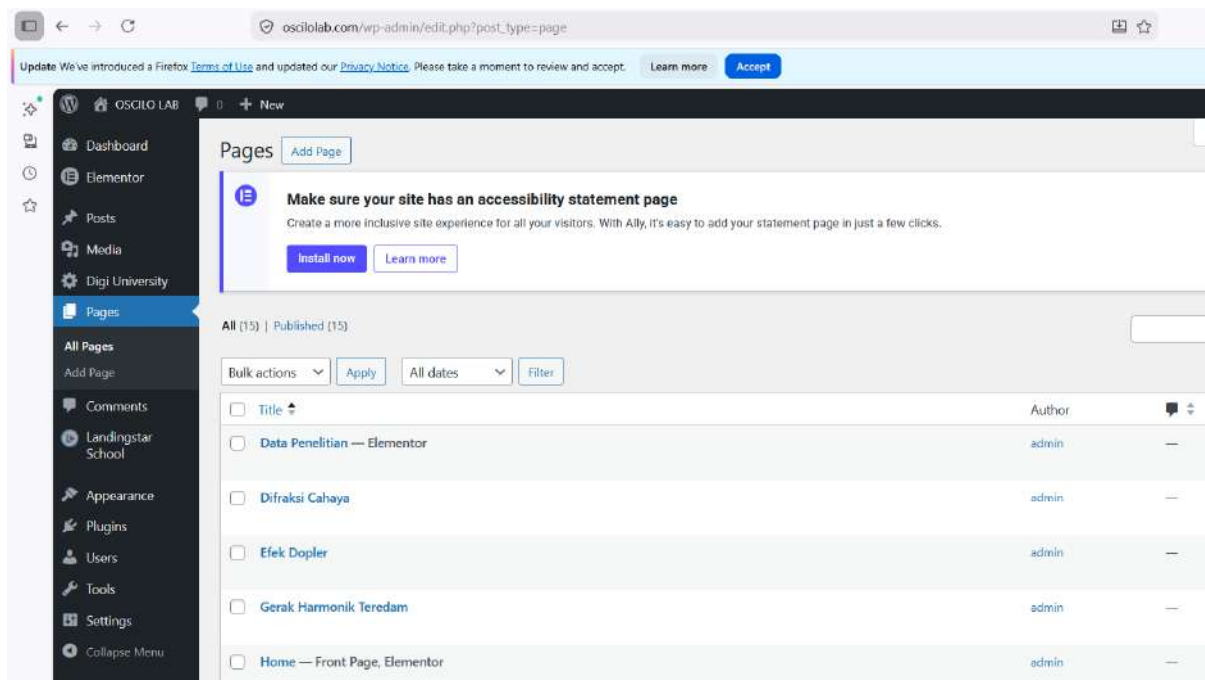 oscilolab.com/wp-admin/edit.php?post_type=page
Update We've introduced a Firefox Terms of Use and updated our Privacy Notice. Please take a moment to review and accept. Learn more Accept
OSCILO LAB 0 + New
Dashboard
Elementor
Posts
Media
Digi University
Pages
All Pages
Add Page
Comments
Landingstar
School
Appearance
Plugins
Users
Tools
Settings
Collapse Menu
Pages Add Page
Make sure your site has an accessibility statement page
Create a more inclusive site experience for all your visitors. With Ally, it's easy to add your statement page in just a few clicks.
Install now Learn more
All (15) | Published (15)
Bulk actions Apply All dates Filter
Title Author
Data Penelitian — Elementor admin —
Difraksi Cahaya admin —
Efek Dopler admin —
Gerak Harmonik Teredam admin —
Home — Front Page, Elementor admin —